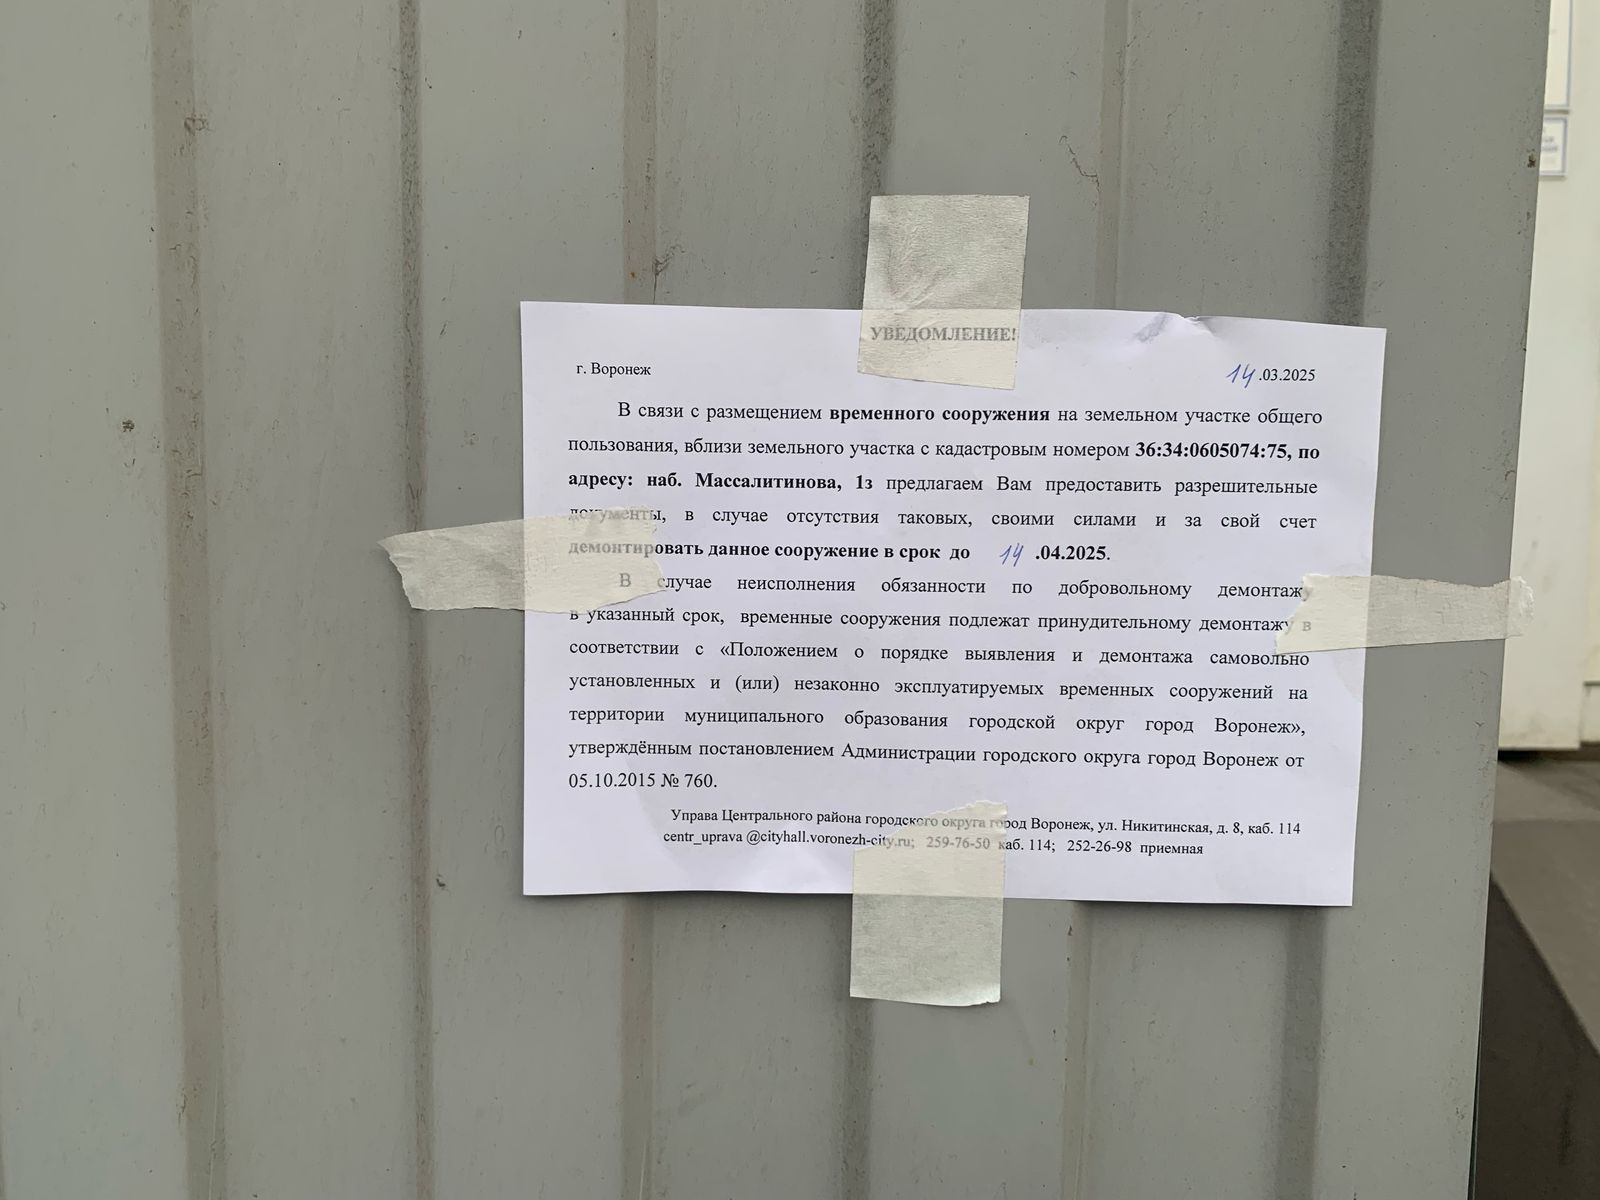 УВЕДОМЛЕНИЕ!
г. Воронеж 14.03.2025
В связи с размещением временного сооружения на земельном участке общего
пользования, вблизи земельного участка с кадастровым номером 36:34:0605074:75, по
адресу: наб. Массалитинова, 1з предлагаем Вам предоставить разрешительные
документы, в случае отсутствия таковых, своими силами и за свой счет
демонтировать данное сооружение в срок до 14 .04.2025.
В случае неисполнения обязанности по добровольному демонтажу
в указанный срок, временные сооружения подлежат принудительному демонтажу в
соответствии с «Положением о порядке выявления и демонтажа самовольно
установленных и (или) незаконно эксплуатируемых временных сооружений на
территории муниципального образования городской округ город Воронеж»,
утверждённым постановлением Администрации городского округа город Воронеж от
05.10.2015 № 760.
Управа Центрального района городского округа город Воронеж, ул. Никитинская, д. 8, каб. 114
centr_uprava @cityhall.voronezh-city.ru; 259-76-50 каб. 114; 252-26-98 приемная